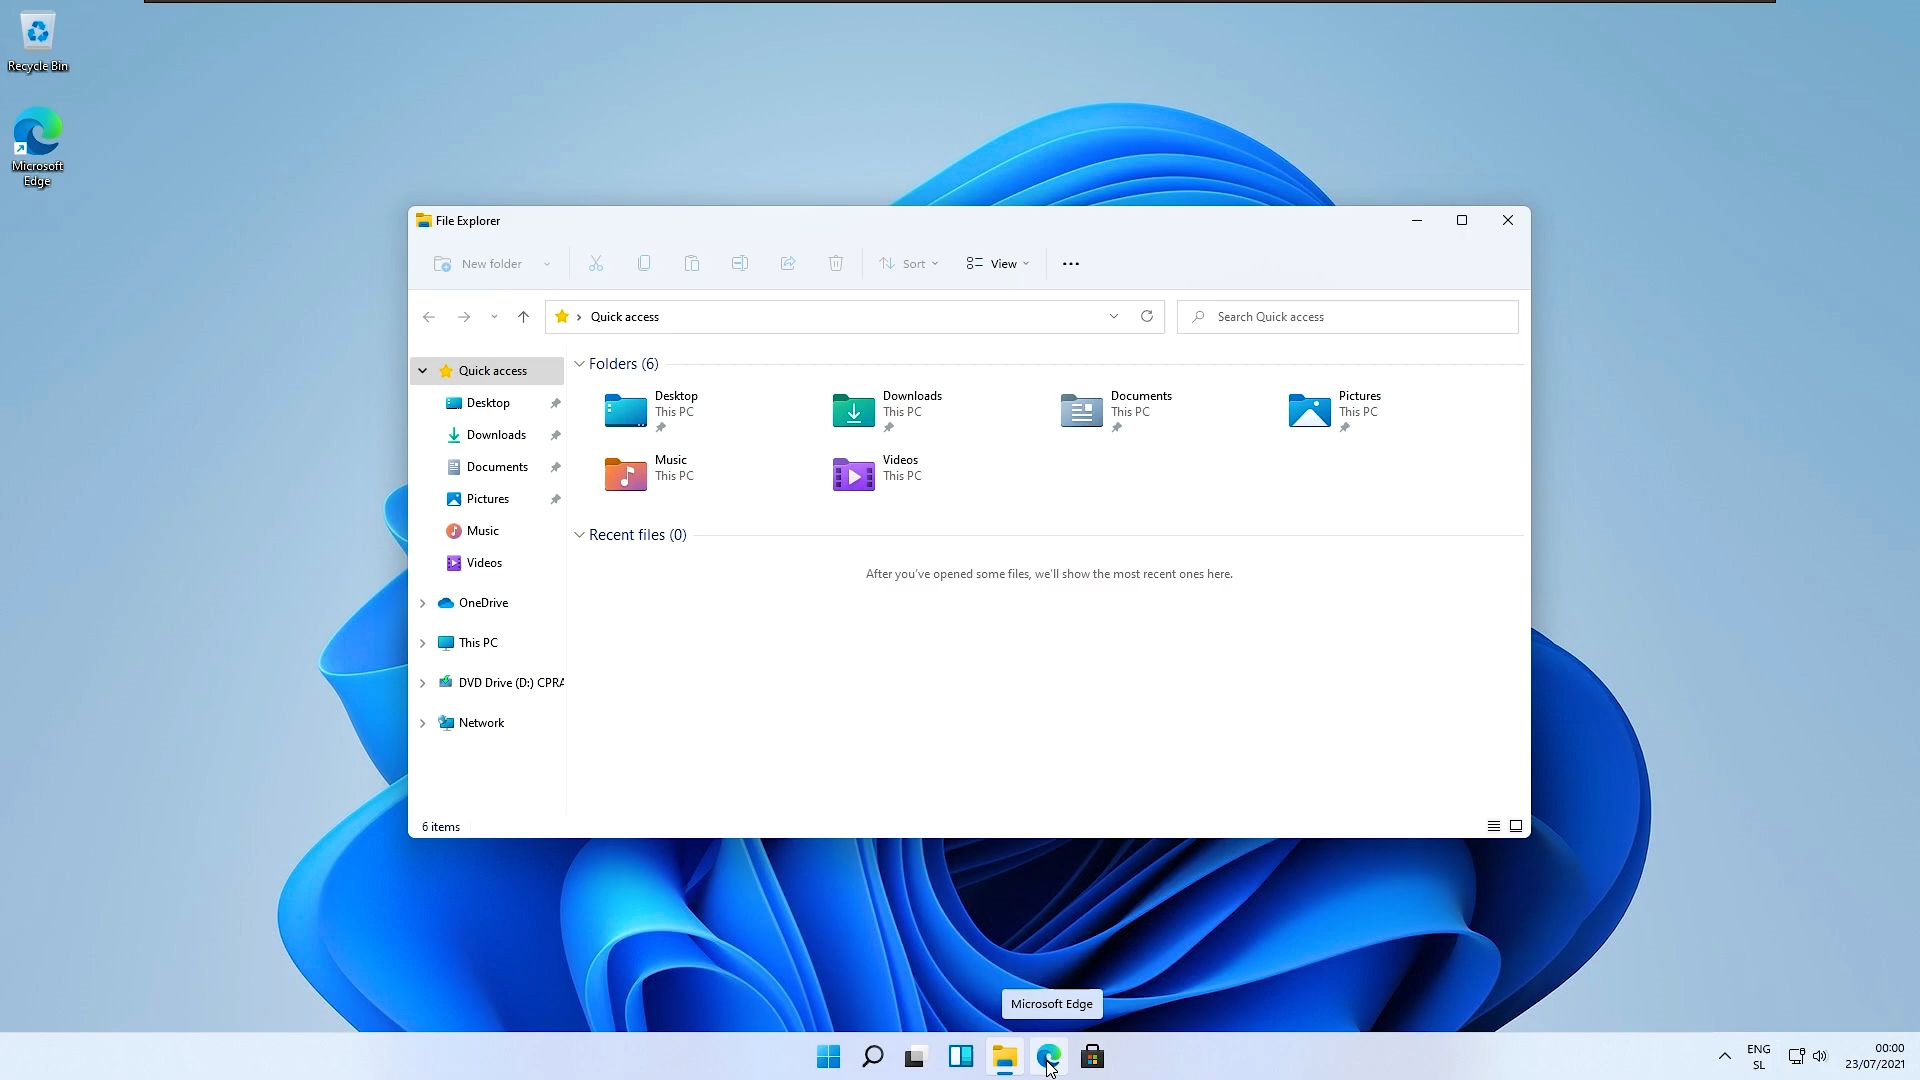 Recycle Bin
Microsoft
Edge
File Explorer
New folder
Sort
View
Quick access
Search Quick access
Quick access
Desktop
Downloads
Documents
Pictures
Music
Videos
OneDrive
This PC
DVD Drive (D:) CPRA
Network
Folders (6)
Desktop
This PC
Downloads
This PC
Documents
This PC
Pictures
This PC
Music
This PC
Videos
This PC
Recent files (0)
After you've opened some files, we'll show the most recent ones here.
6 items
Microsoft Edge
ENG
SL
00:00
23/07/2021